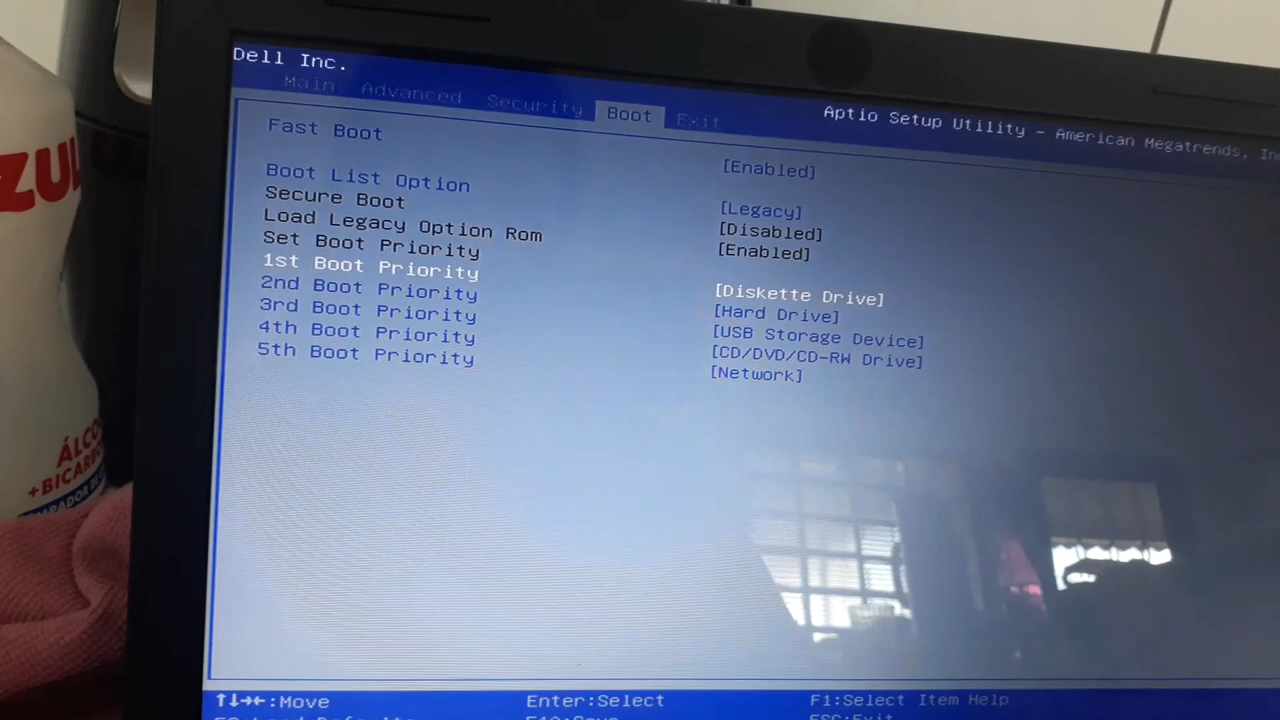 Dell Inc.
Aptio Setup Utility - American Megatrends,
Main Advanced Security Boot Exit
Fast Boot [Enabled]
Boot List Option [Legacy]
Secure Boot [Disabled]
Load Legacy Option Rom [Enabled]
Set Boot Priority
1st Boot Priority [Diskette Drive]
2nd Boot Priority [Hard Drive]
3rd Boot Priority [USB Storage Device]
4th Boot Priority [CD/DVD/CD-RW Drive]
5th Boot Priority [Network]
↑↓→←:Move Enter:Select F1:Select Item Help
ZUL
ÁLCO
+BICARB